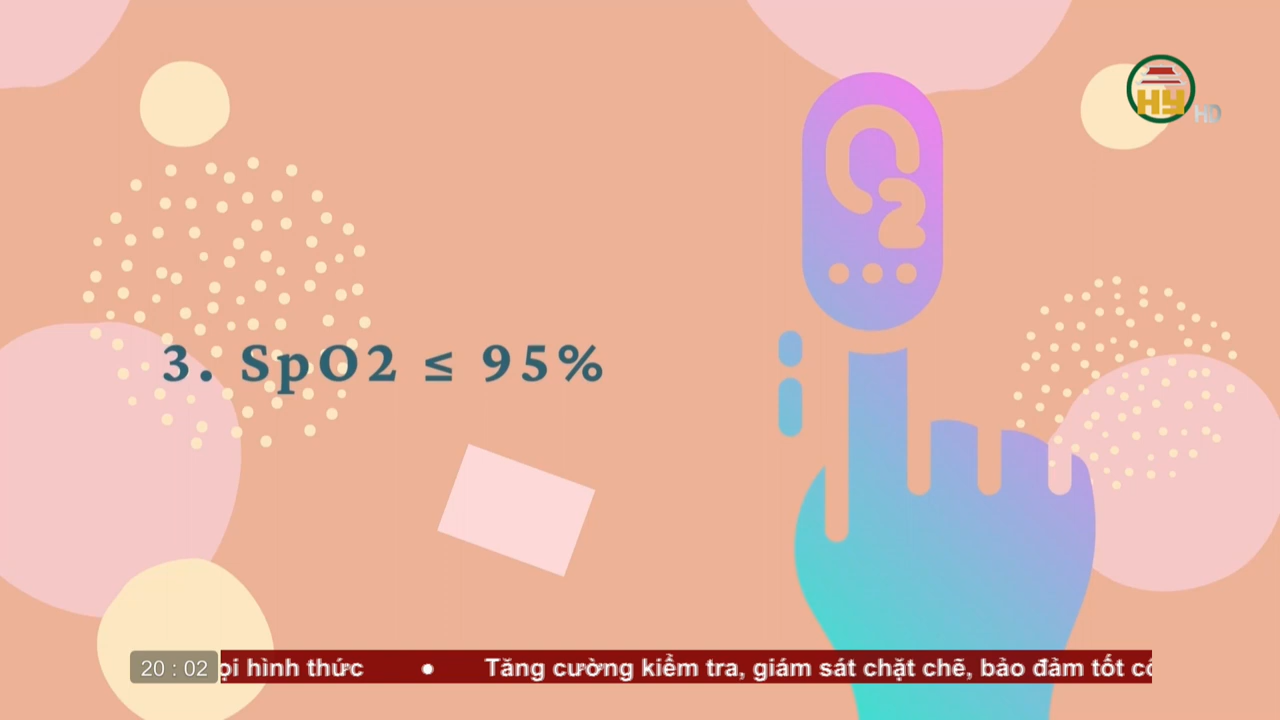 HY HD
O2
3. SpO2 ≤ 95%
20 : 02 hình thức • Tăng cường kiểm tra, giám sát chặt chẽ, bảo đảm tốt